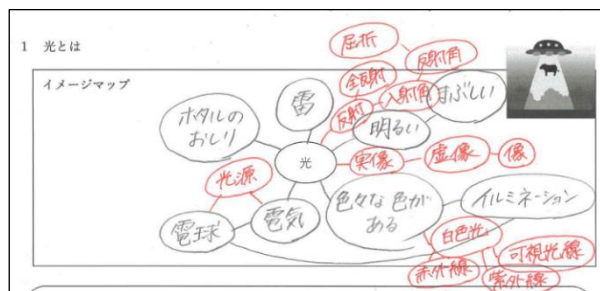 1 光とは
イメージマップ
屈折
反射角
全反射
雷
反射
入射角
まぶしい
ホタルの
おしり
明るい
光
実像
虚像
像
光源
電球
電気
色々な色が
ある
イルミネーション
白色光
可視光線
赤外線
紫外線